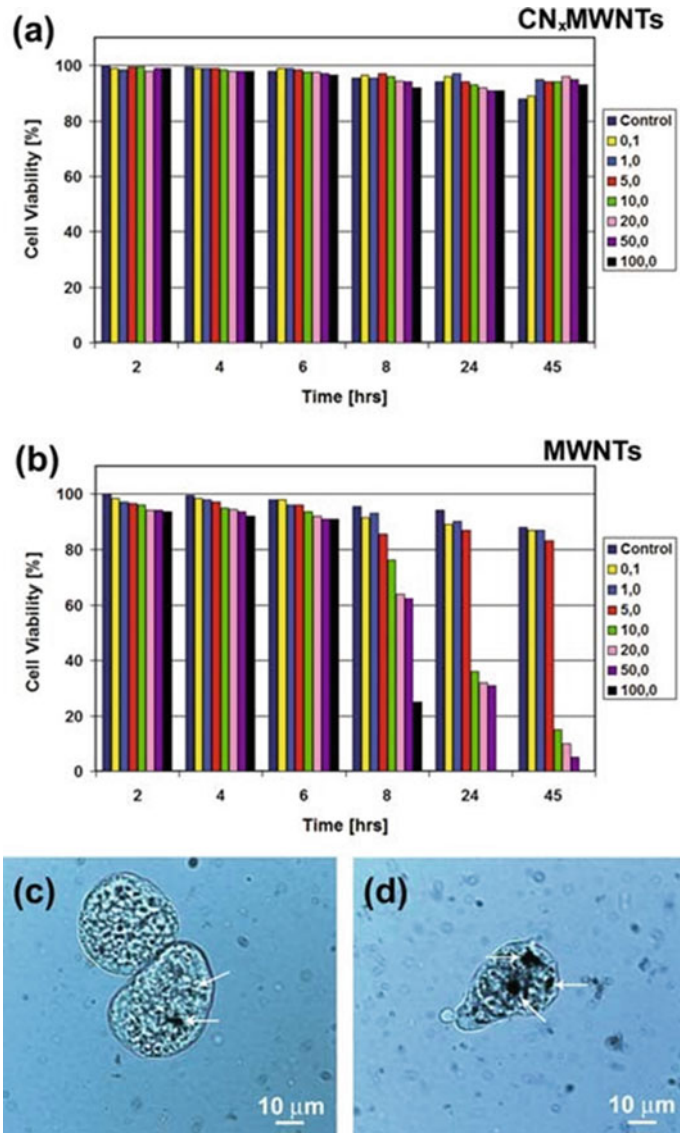 (a)
CNxMWNTs
100
80
60
40
20
0
Cell Viability [%]
2 4 6 8 24 45
Time [hrs]
Control
0,1
1,0
5,0
10,0
20,0
50,0
100,0
(b)
MWNTs
100
80
60
40
20
0
Cell Viability [%]
2 4 6 8 24 45
Time [hrs]
Control
0,1
1,0
5,0
10,0
20,0
50,0
100,0
(c)
10 μm
(d)
10 μm